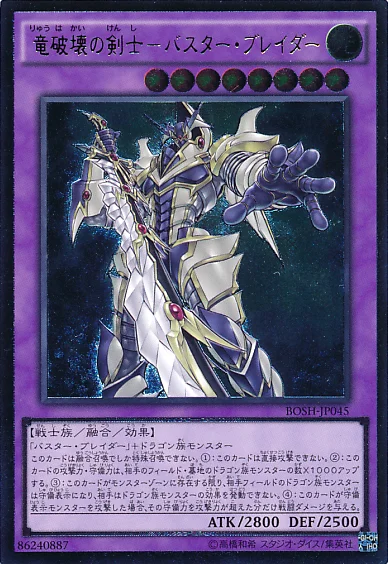 りゅう は かい けん し
竜破壊の剣士－バスター・ブレイダー
BOSH-JP045
【戦士族／融合／効果】
「バスター・ブレイダー」＋ドラゴン族モンスター
このカードは融合召喚でしか特殊召喚できない。①：このカードは直接攻撃できない。②：こ
のカードの攻撃力・守備力は、相手のフィールド・墓地のドラゴン族モンスターの数×1000アップ
する。③：このカードがモンスターゾーンに存在する限り、相手フィールドのドラゴン族モンスター
は守備表示になり、相手はドラゴン族モンスターの効果を発動できない。④：このカードが守備
表示モンスターを攻撃した場合、その守備力を攻撃力が超えた分だけ戦闘ダメージを与える。
ATK/2800 DEF/2500
86240887
©高橋和希 スタジオ・ダイス/集英社